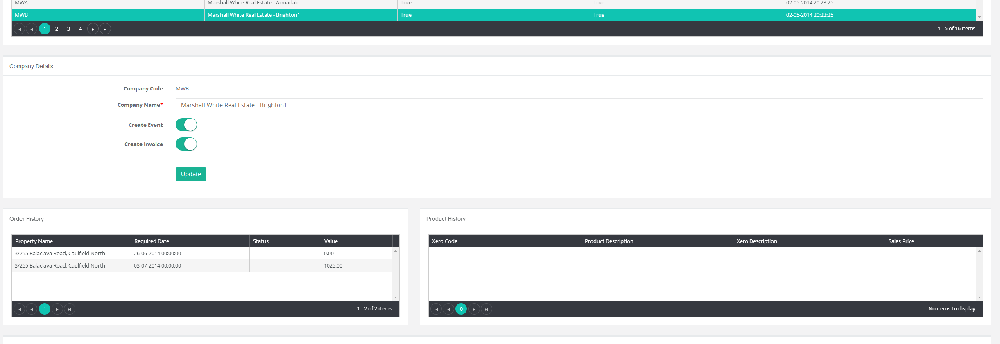 MWA Marshall White Real Estate - Armadale True True 02-05-2014 20:23:25
MWB Marshall White Real Estate - Brighton1 True True 02-05-2014 20:23:25
1 2 3 4 1 - 5 of 16 items
Company Details
Company Code MWB
Company Name* Marshall White Real Estate - Brighton1
Create Event
Create Invoice
Update
Order History
Property Name Required Date Status Value
3/255 Balaclava Road, Caulfield North 26-06-2014 00:00:00 0.00
3/255 Balaclava Road, Caulfield North 03-07-2014 00:00:00 1025.00
1 1 - 2 of 2 items
Product History
Xero Code Product Description Xero Description Sales Price
0 No items to display